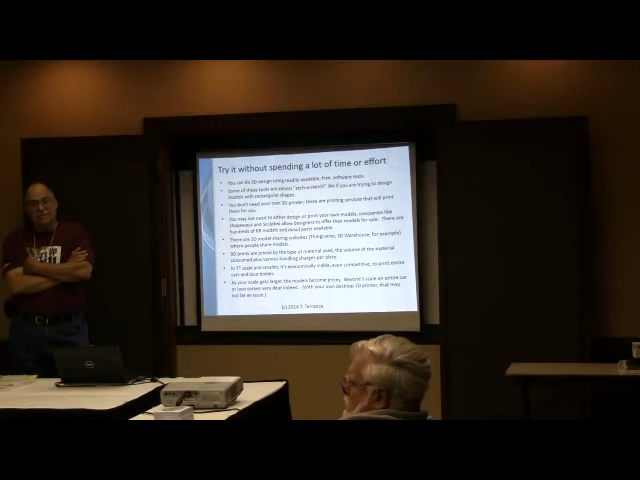 Try it without spending a lot of time or effort
• You can do 3D design using readily available, free, software tools.
• Some of these tools are almost "etch-a-sketch" like if you are trying to design
models with rectangular shapes.
• You don't need your own 3D printer; there are printing services that will print
them for you.
• You may not need to either design or print your own models, companies like
Shapeways and Sculpteo allow designers to offer their models for sale. There are
hundreds of RR models and detail parts available
• There are 3D model sharing websites (Thingiverse, 3D Warehouse, for example)
where people share models.
• 3D prints are priced by the type of material used, the volume of the material
consumed plus various handling charges per piece
• In TT scale and smaller, it's economically viable, even competitive, to print entire
cars and loco bodies.
• As your scale gets larger, the models become pricey. Beyond S scale an entire car
or loco comes very dear indeed. (With your own desktop 3D printer, that may
not be an issue.)
(c) 2014 T. Torrance
DELL